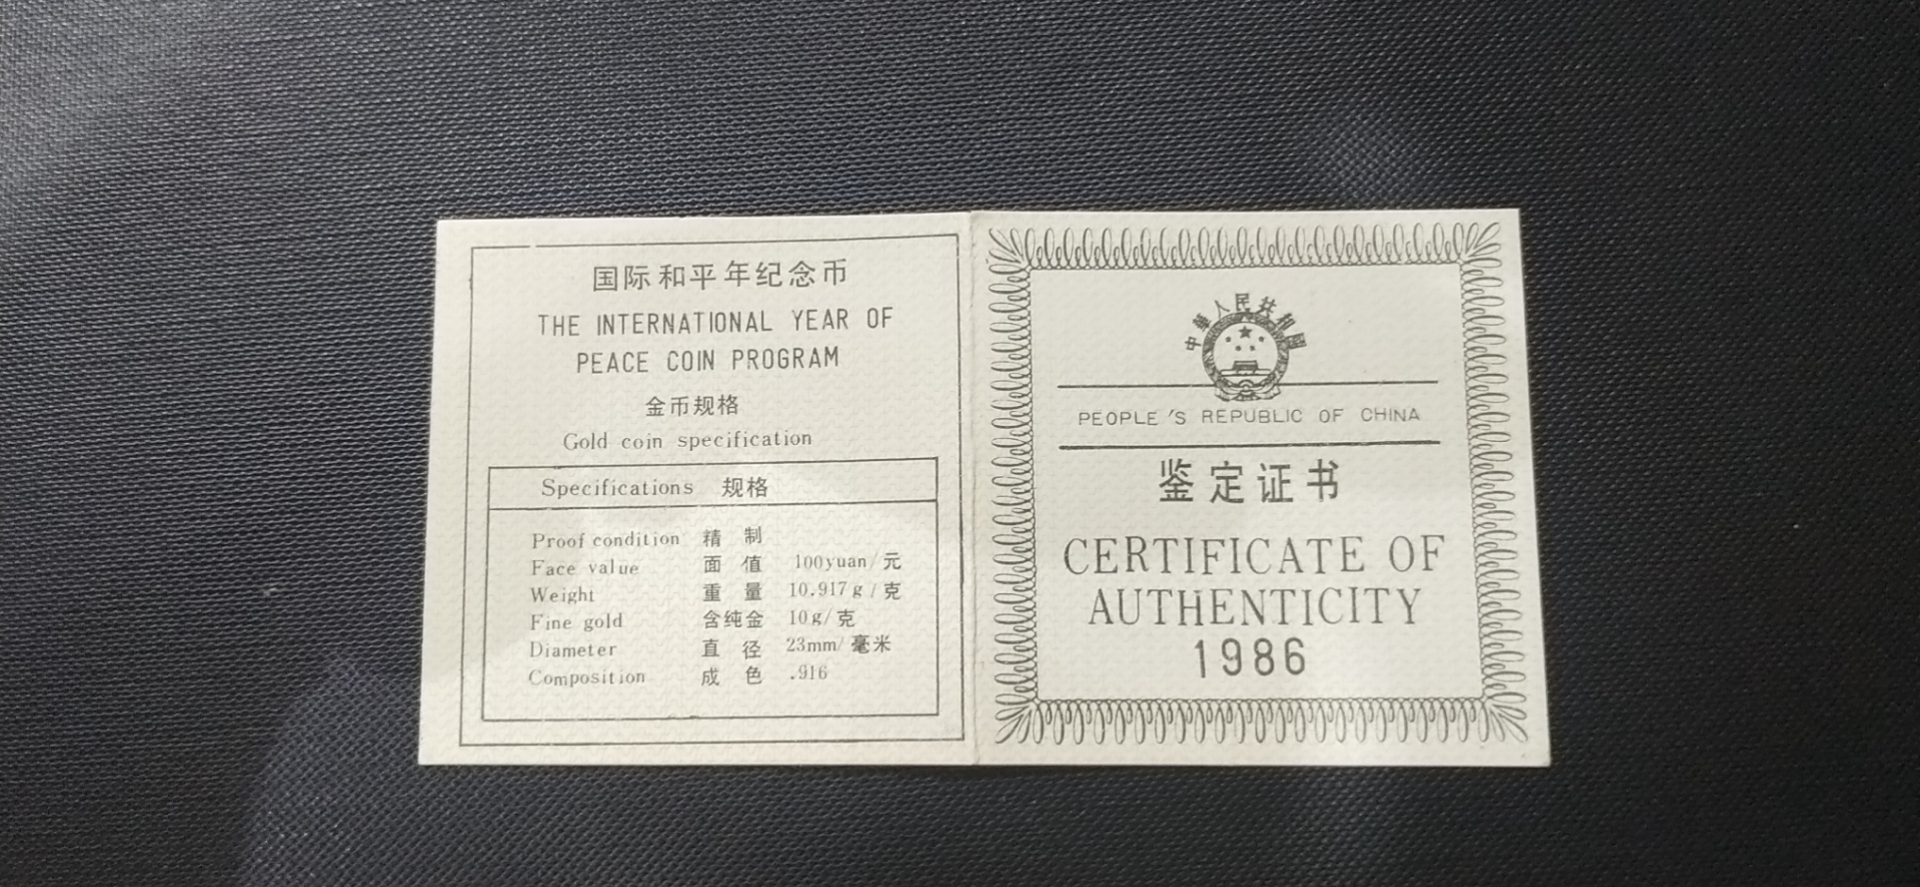 国际和平年纪念币
THE INTERNATIONAL YEAR OF
PEACE COIN PROGRAM
金币规格
Gold coin specification
Specifications 规格
Proof condition 精 制
Face value 面 值 100yuan/元
Weight 重 量 10.917g/克
Fine gold 含纯金 10g/克
Diameter 直 径 23mm/毫米
Composition 成 色 .916
中華人民共和國
PEOPLE'S REPUBLIC OF CHINA
鉴定证书
CERTIFICATE OF
AUTHENTICITY
1986